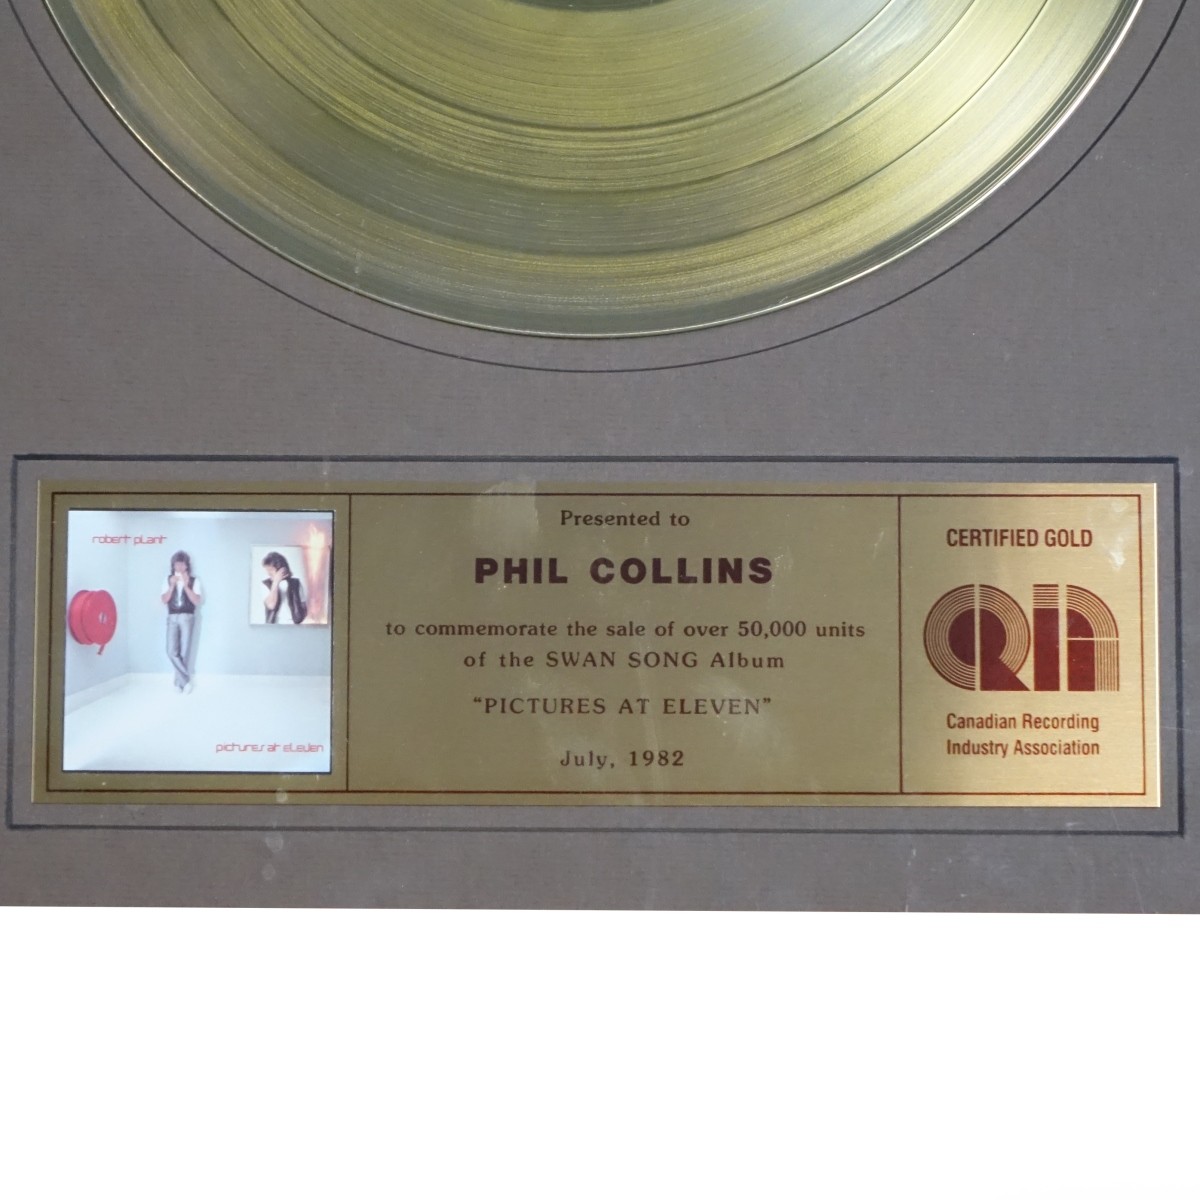 robert plant
pictures at eleven
Presented to
PHIL COLLINS
to commemorate the sale of over 50,000 units
of the SWAN SONG Album
“PICTURES AT ELEVEN”
July, 1982
CERTIFIED GOLD
Canadian Recording
Industry Association